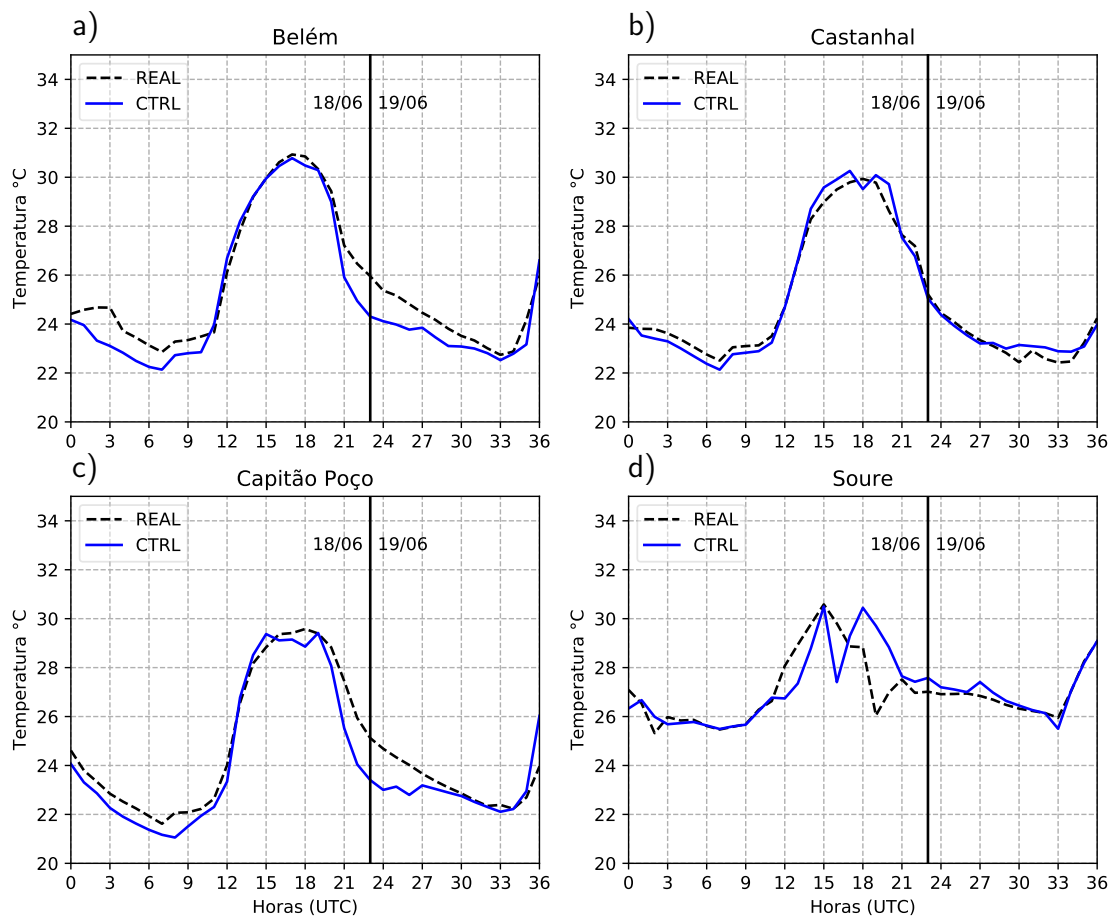 a)
Belém
REAL
CTRL
18/06 19/06
Temperatura °C
34
32
30
28
26
24
22
20
0 3 6 9 12 15 18 21 24 27 30 33 36
b)
Castanhal
REAL
CTRL
18/06 19/06
Temperatura °C
34
32
30
28
26
24
22
20
0 3 6 9 12 15 18 21 24 27 30 33 36
c)
Capitão Poço
REAL
CTRL
18/06 19/06
Temperatura °C
34
32
30
28
26
24
22
20
0 3 6 9 12 15 18 21 24 27 30 33 36
Horas (UTC)
d)
Soure
REAL
CTRL
18/06 19/06
Temperatura °C
34
32
30
28
26
24
22
20
0 3 6 9 12 15 18 21 24 27 30 33 36
Horas (UTC)